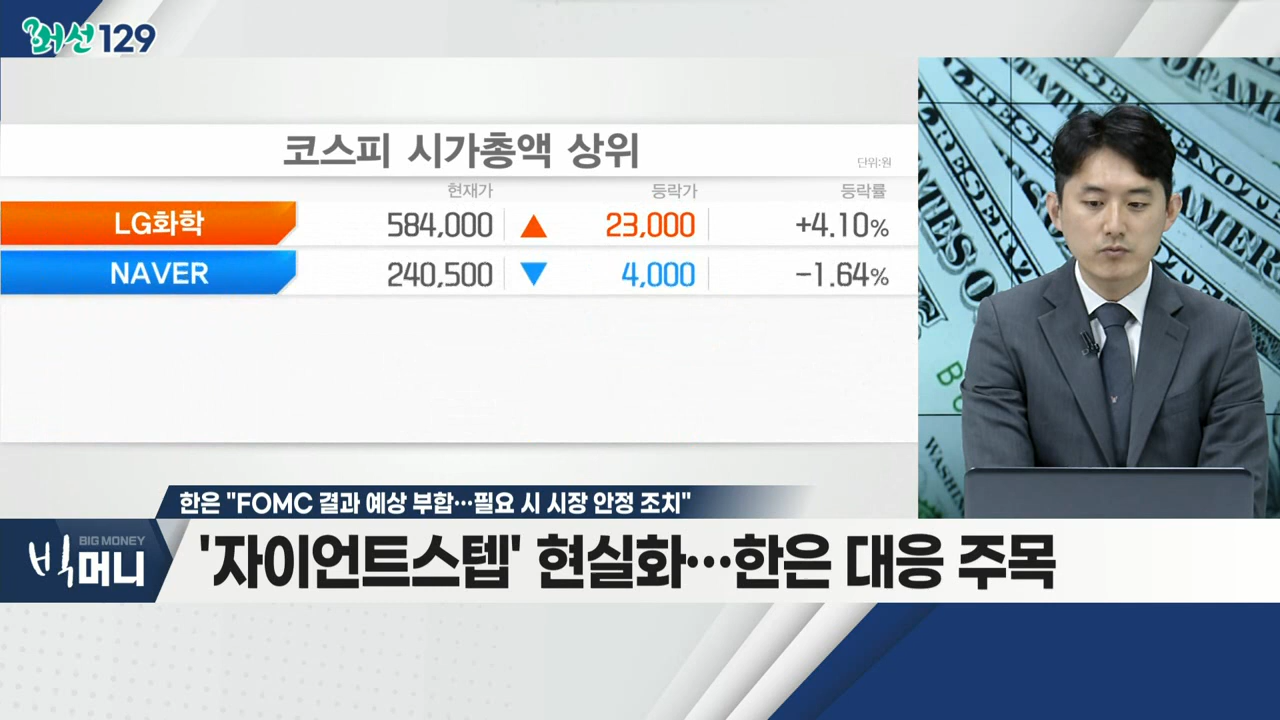 머선129
코스피 시가총액 상위
단위:원
현재가 등락가 등락률
LG화학 584,000 ▲ 23,000 +4.10%
NAVER 240,500 ▼ 4,000 -1.64%
한은 "FOMC 결과 예상 부합…필요 시 시장 안정 조치"
BIG MONEY
빅머니
'자이언트스텝' 현실화…한은 대응 주목